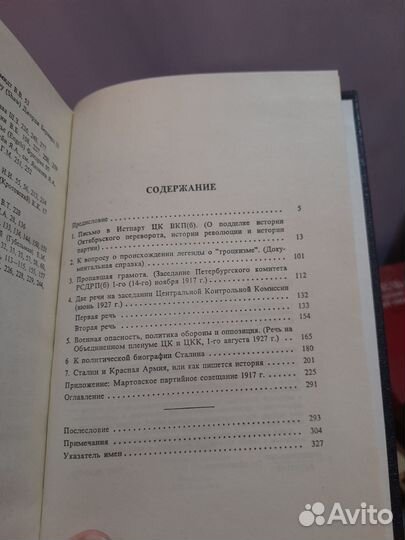 СОДЕРЖАНИЕ
Предисловие 5
1. Письмо в Истпарт ЦК ВКП(б). (О подделке истории
Октябрьского переворота, истории революции и истории
партии) 13
2. К вопросу о происхождении легенды о "троцкизме". (Доку-
ментальная справка) 101
3. Пропавшая грамота. (Заседание Петербургского комитета
РСДРП(б) 1-го (14-го) ноября 1917 г.) 112
4. Две речи на заседании Центральной Контрольной Комиссии
(июнь 1927 г.) 132
Первая речь 133
Вторая речь 154
5. Военная опасность, политика обороны и оппозиция. (Речь на
Объединенном пленуме ЦК и ЦКК, 1-го августа 1927 г.) 165
6 К политической биографии Сталина 180
7. Сталин и Красная Армия, или как пишется история 201
Приложение: Мартовское партийное совещание 1917 г. 225
Оглавление 291
Послесловие 293
Примечания 304
Указатель имен 327
Avito